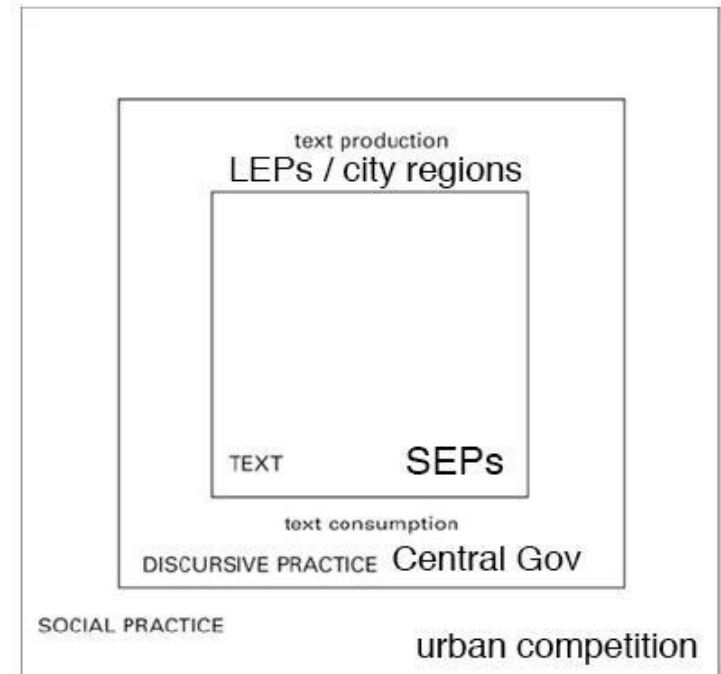 text production
LEPs / city regions
TEXT SEPs
text consumption
DISCURSIVE PRACTICE Central Gov
SOCIAL PRACTICE
urban competition